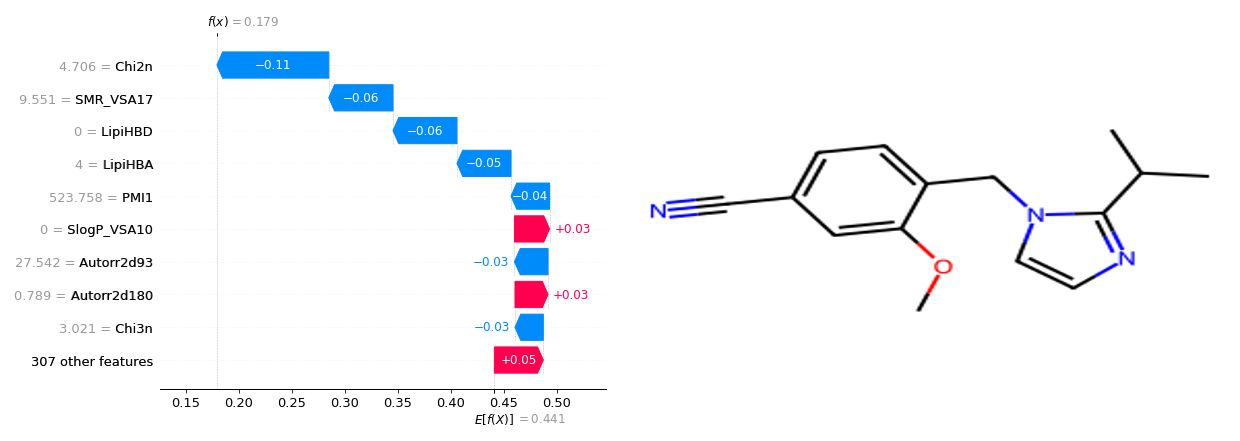 f(x) = 0.179
4.706 = Chi2n −0.11
9.551 = SMR_VSA17 −0.06
0 = LipiHBD −0.06
4 = LipiHBA −0.05
523.758 = PMI1 −0.04
0 = SlogP_VSA10 +0.03
27.542 = Autorr2d93 −0.03
0.789 = Autorr2d180 +0.03
3.021 = Chi3n −0.03
307 other features +0.05
0.15 0.20 0.25 0.30 0.35 0.40 0.45 0.50
E[f(X)] = 0.441
N
N
N
O